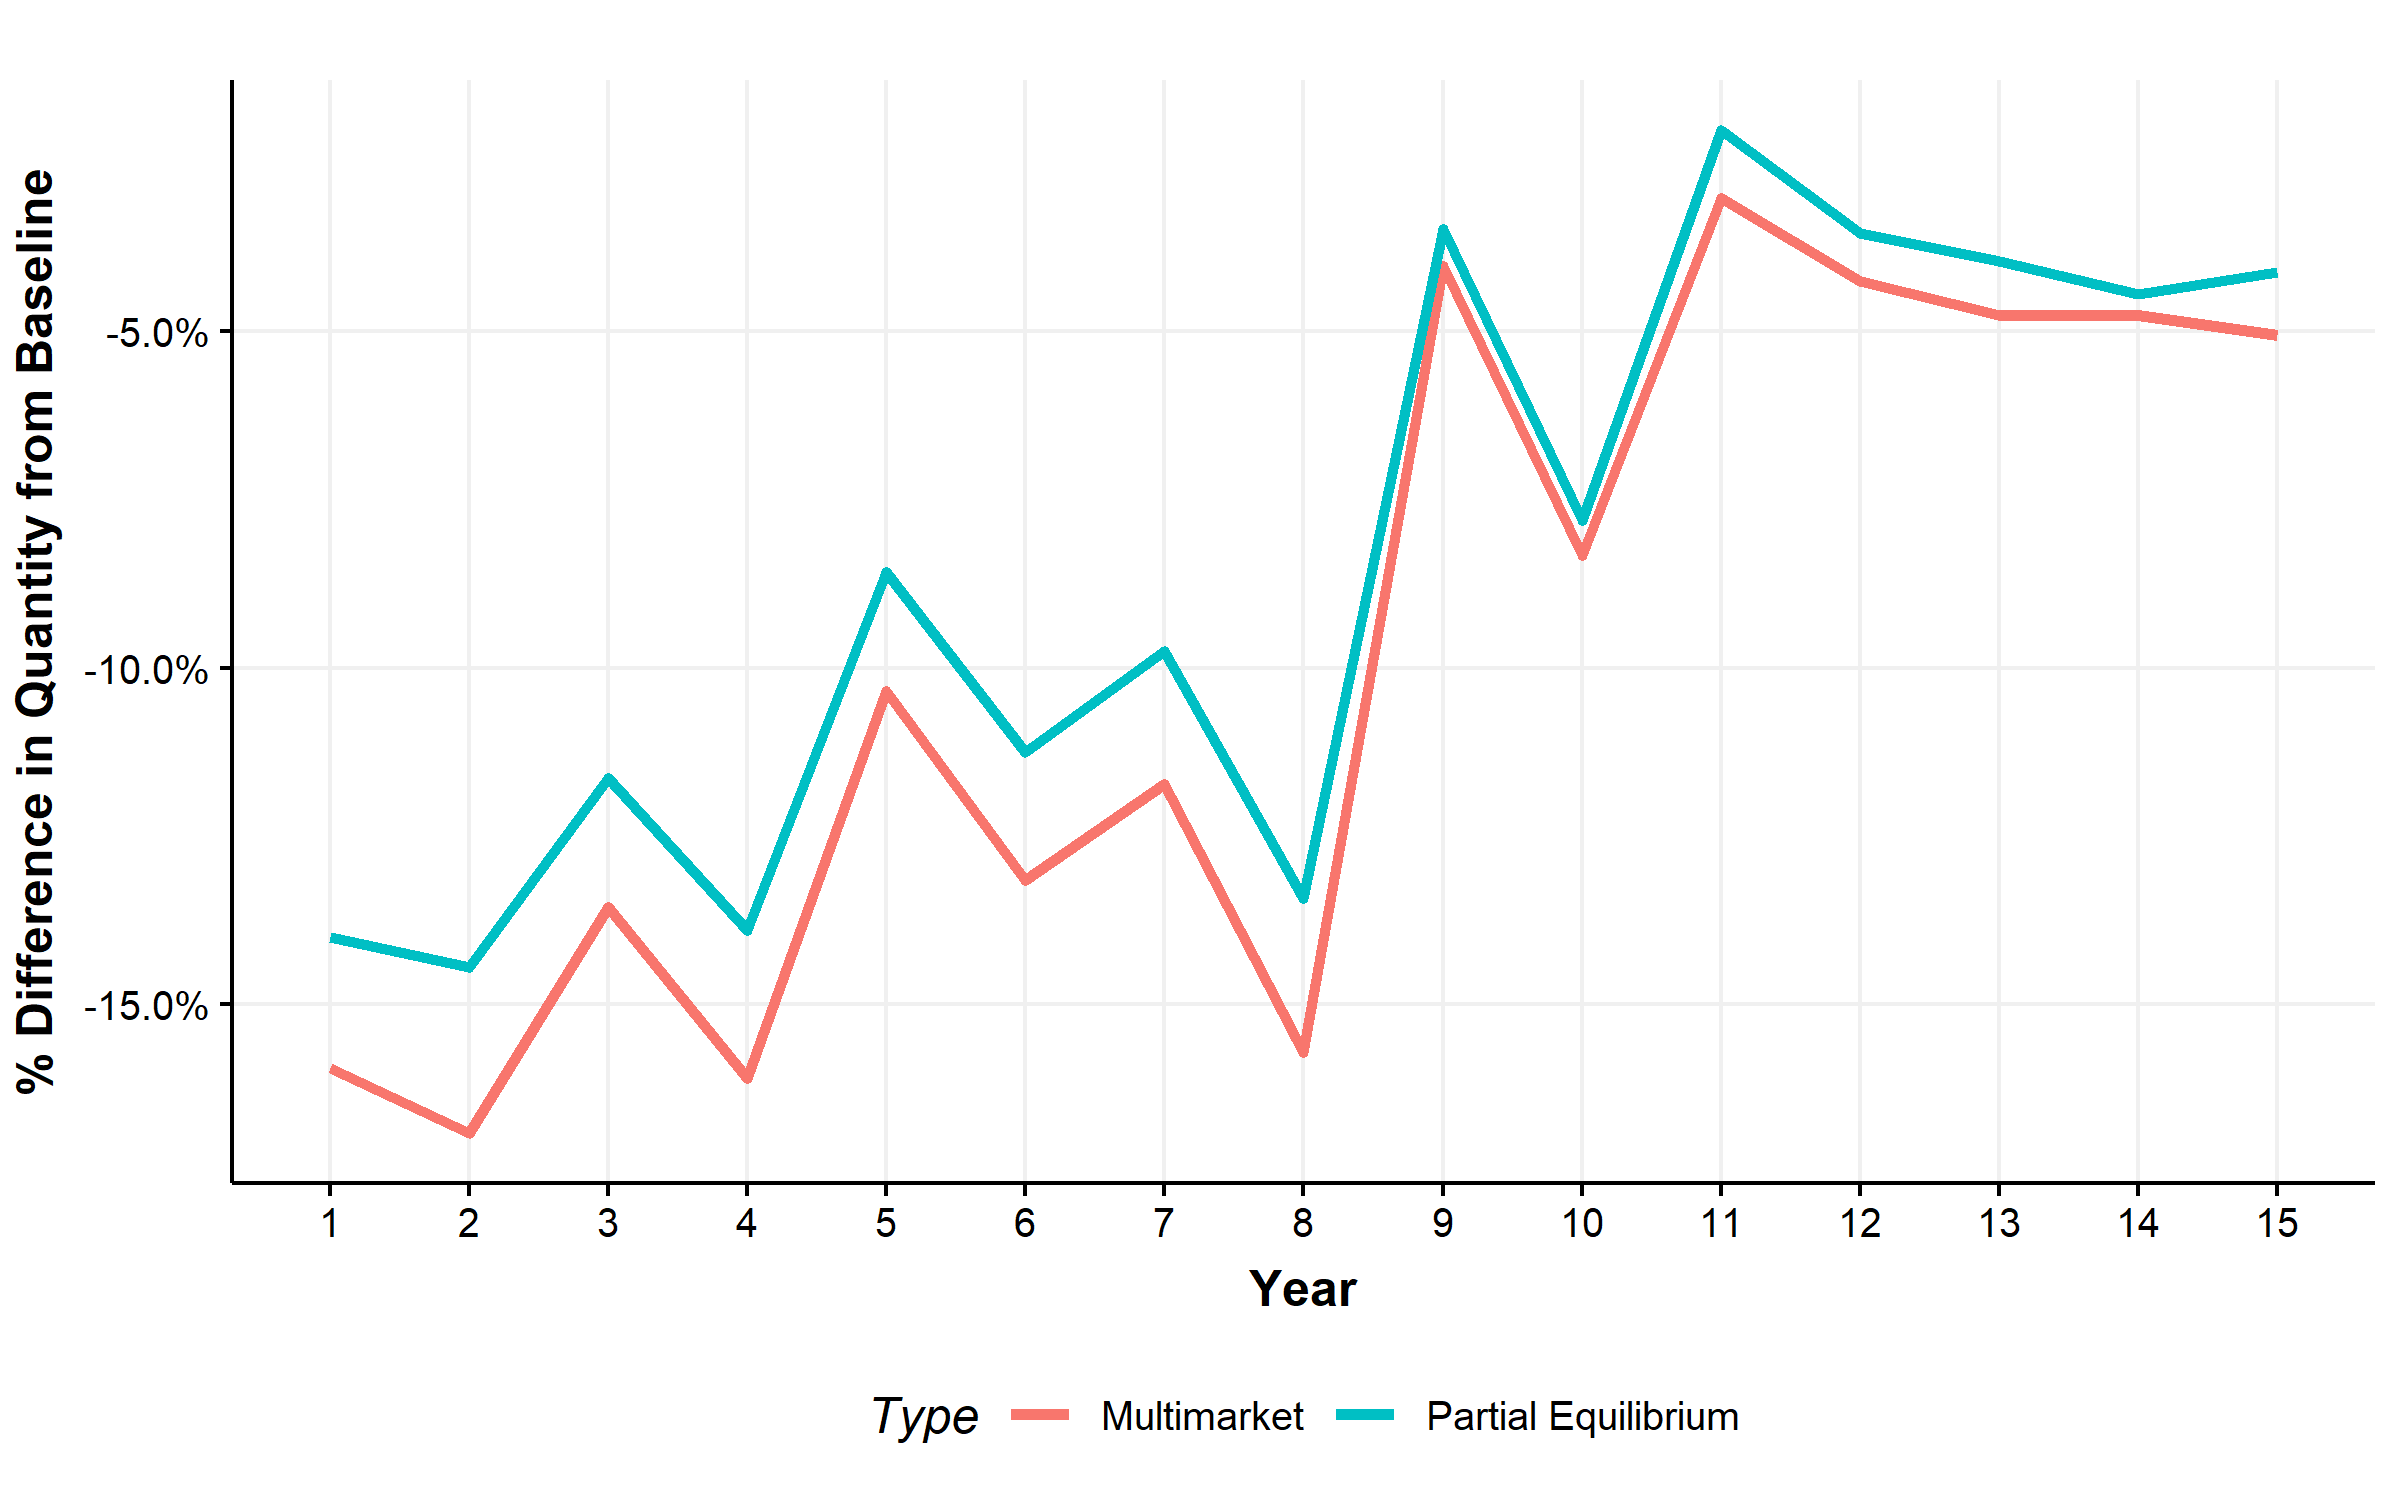 % Difference in Quantity from Baseline
-5.0%
-10.0%
-15.0%
1 2 3 4 5 6 7 8 9 10 11 12 13 14 15
Year
Type Multimarket Partial Equilibrium